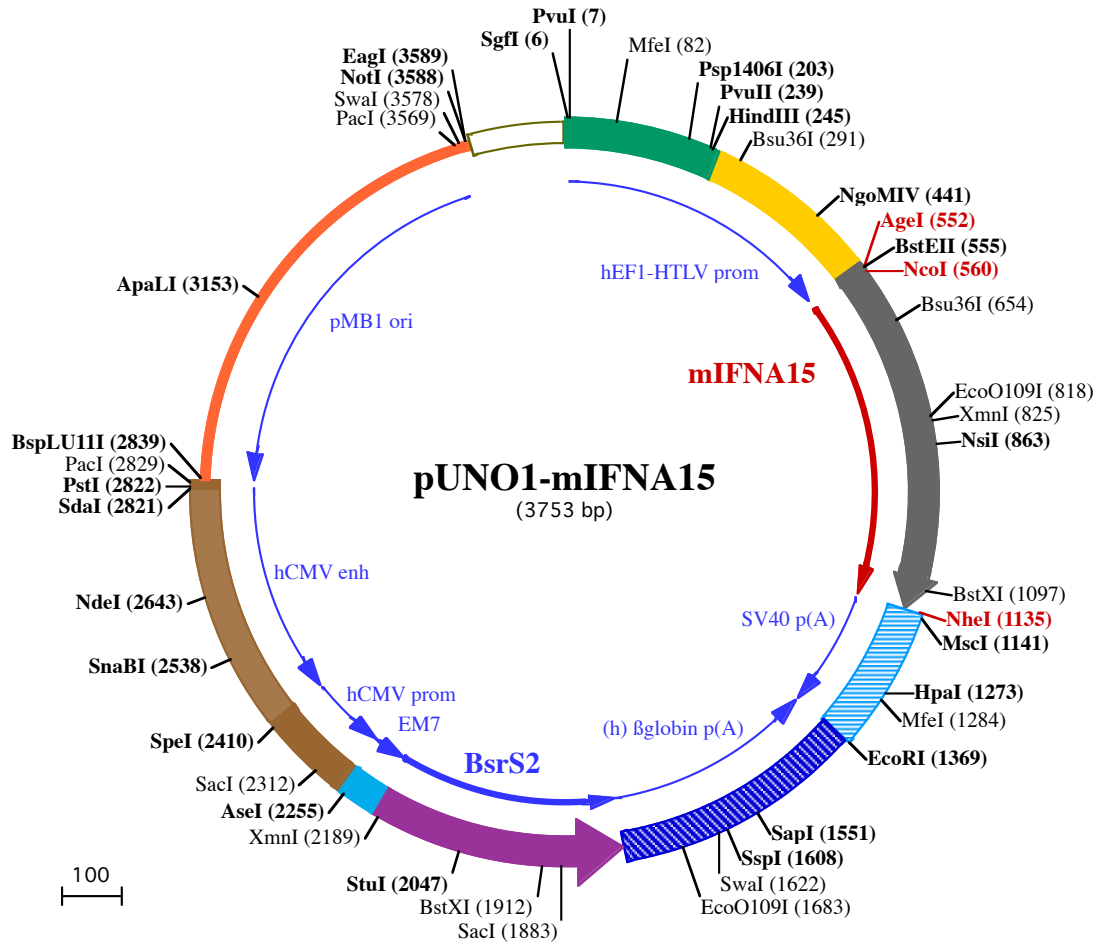 PvuI (7)
SgfI (6)
MfeI (82)
EagI (3589)
NotI (3588)
SwaI (3578)
PacI (3569)
Psp1406I (203)
PvuII (239)
HindIII (245)
Bsu36I (291)
NgoMIV (441)
AgeI (552)
BstEII (555)
NcoI (560)
hEF1-HTLV prom
ApaLI (3153)
Bsu36I (654)
pMB1 ori
mIFNA15
EcoO109I (818)
XmnI (825)
NsiI (863)
BspLU11I (2839)
PacI (2829)
PstI (2822)
SdaI (2821)
pUNO1-mIFNA15
(3753 bp)
hCMV enh
NdeI (2643)
BstXI (1097)
SV40 p(A)
NheI (1135)
MscI (1141)
SnaBI (2538)
hCMV prom
HpaI (1273)
MfeI (1284)
EM7
(h) ßglobin p(A)
SpeI (2410)
EcoRI (1369)
BsrS2
SacI (2312)
AseI (2255)
XmnI (2189)
SapI (1551)
SspI (1608)
StuI (2047)
SwaI (1622)
100
BstXI (1912)
EcoO109I (1683)
SacI (1883)